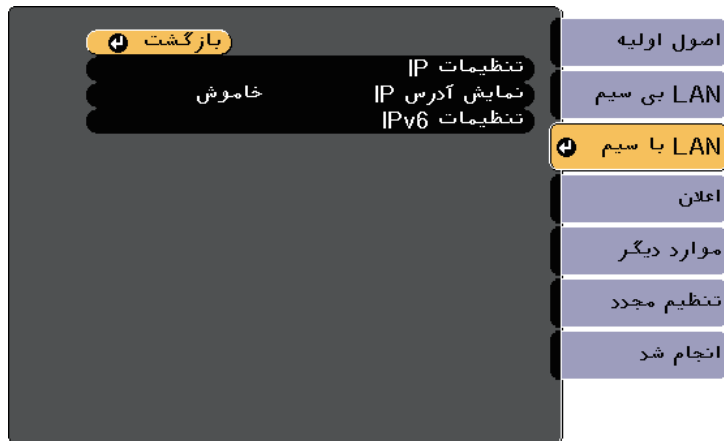 اصول اولیه
LAN بی سیم
LAN با سیم
اعلان
موارد دیگر
تنظیم مجدد
انجام شد
بازگشت
تنظیمات IP
نمایش آدرس IP خاموش
تنظیمات IPv6